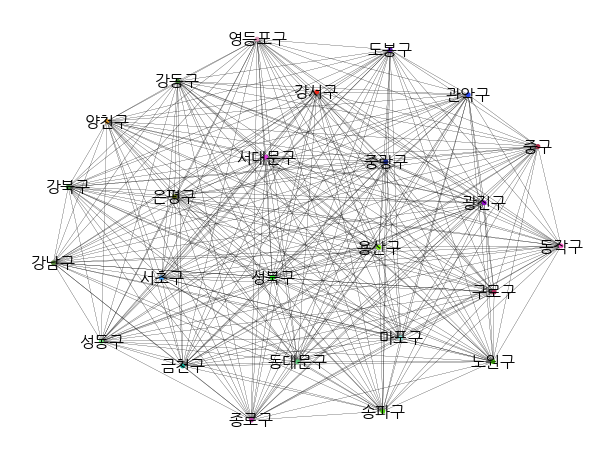 영등포구
도봉구
강동구
강서구
관악구
양천구
중구
서대문구
중랑구
강북구
은평구
광진구
용산구
동작구
강남구
서초구
성북구
구로구
성동구
마포구
금천구
동대문구
노원구
종로구
송파구